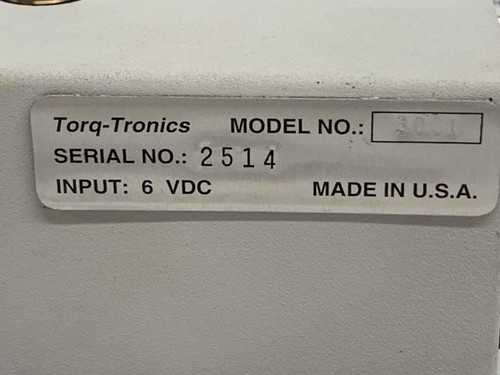 Torq-Tronics MODEL NO.:
SERIAL NO.: 2514
INPUT: 6 VDC MADE IN U.S.A.